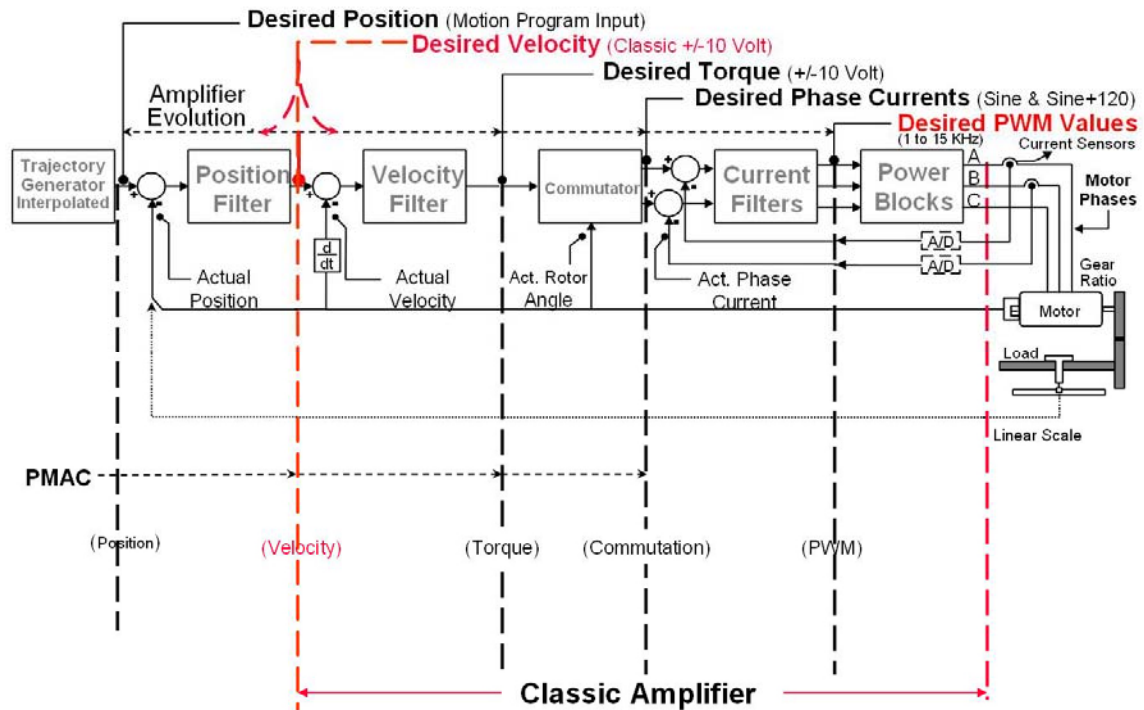 Desired Position (Motion Program Input)
Desired Velocity (Classic +/-10 Volt)
Desired Torque (+/-10 Volt)
Desired Phase Currents (Sine & Sine+120)
Desired PWM Values
(1 to 15 KHz)
Current Sensors
Amplifier
Evolution
Trajectory
Generator
Interpolated
+
-
Position
Filter
+
-
Velocity
Filter
Commutator
+
-
+
-
Current
Filters
Power
Blocks
A
B
C
Motor
Phases
d
dt
A/D
A/D
Actual
Position
Actual
Velocity
Act. Rotor
Angle
Act. Phase
Current
Gear
Ratio
E
Motor
Load
Linear Scale
PMAC
(Position)
(Velocity)
(Torque)
(Commutation)
(PWM)
Classic Amplifier